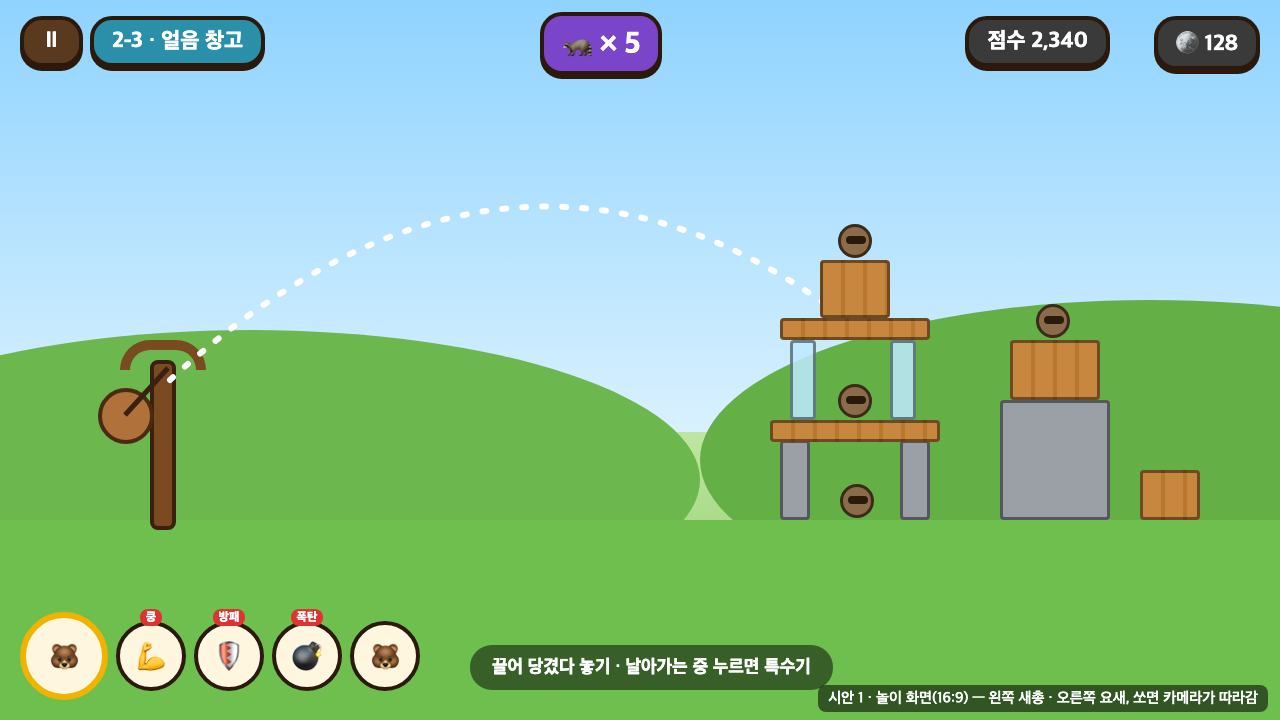 II
2-3 · 얼음 창고
× 5
점수 2,340
128
쿵
방패
폭탄
끌어 당겼다 놓기 · 날아가는 중 누르면 특수기
시안 1 · 놀이 화면(16:9) — 왼쪽 새총 · 오른쪽 요새, 쏘면 카메라가 따라감